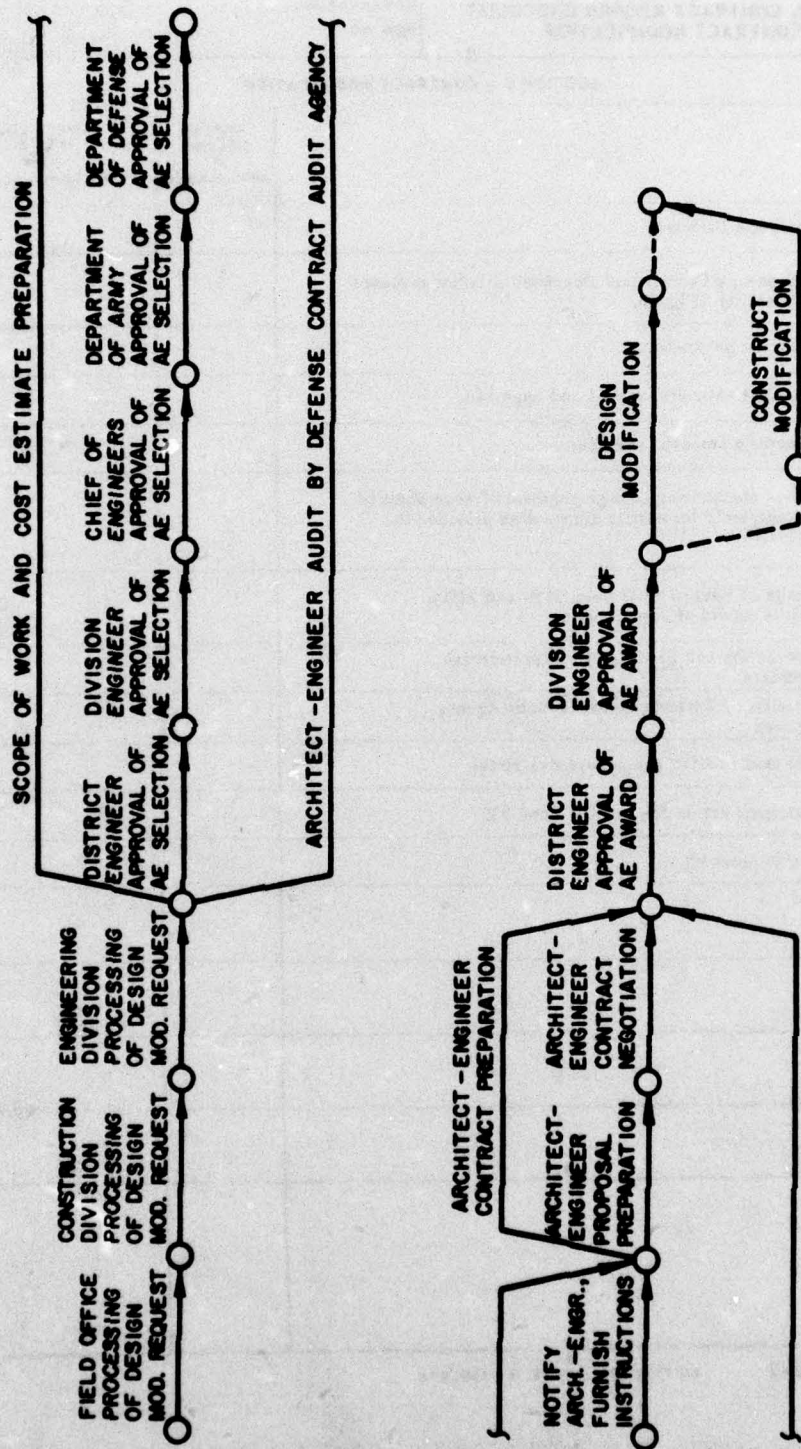 SCOPE OF WORK AND COST ESTIMATE PREPARATION
FIELD OFFICE
PROCESSING
OF DESIGN
MOD. REQUEST
CONSTRUCTION
DIVISION
PROCESSING
OF DESIGN
MOD. REQUEST
ENGINEERING
DIVISION
PROCESSING
OF DESIGN
MOD. REQUEST
DISTRICT
ENGINEER
APPROVAL OF
AE SELECTION
DIVISION
ENGINEER
APPROVAL OF
AE SELECTION
CHIEF OF
ENGINEERS
APPROVAL OF
AE SELECTION
DEPARTMENT
OF ARMY
APPROVAL OF
AE SELECTION
DEPARTMENT
OF DEFENSE
APPROVAL OF
AE SELECTION
ARCHITECT-ENGINEER AUDIT BY DEFENSE CONTRACT AUDIT AGENCY
ARCHITECT-ENGINEER
CONTRACT PREPARATION
NOTIFY
ARCH.-ENGR.,
FURNISH
INSTRUCTIONS
ARCHITECT-
ENGINEER
PROPOSAL
PREPARATION
ARCHITECT-
ENGINEER
CONTRACT
NEGOTIATION
DISTRICT
ENGINEER
APPROVAL OF
AE AWARD
DIVISION
ENGINEER
APPROVAL OF
AE AWARD
DESIGN
MODIFICATION
CONSTRUCT
MODIFICATION